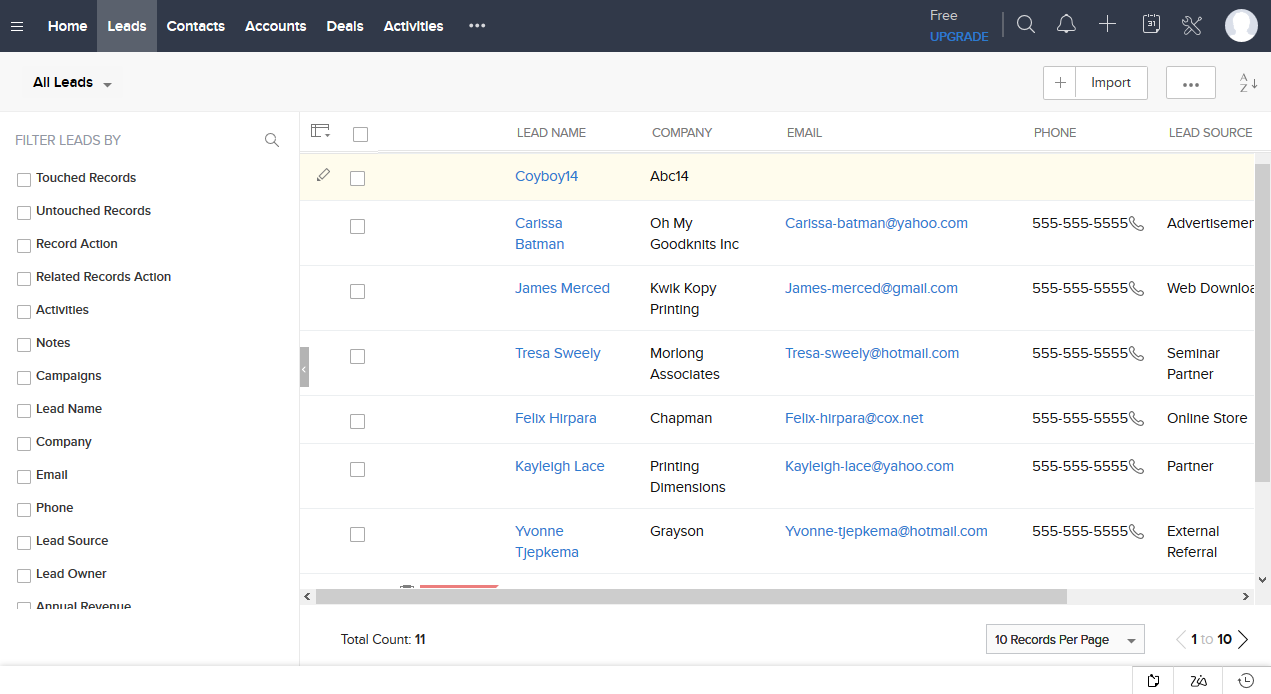 Home Leads Contacts Accounts Deals Activities ••• Free
UPGRADE 31
All Leads Import ••• A Z
FILTER LEADS BY
Touched Records
Untouched Records
Record Action
Related Records Action
Activities
Notes
Campaigns
Lead Name
Company
Email
Phone
Lead Source
Lead Owner
Annual Revenue
LEAD NAME COMPANY EMAIL PHONE LEAD SOURCE
Coyboy14 Abc14
Carissa Oh My Carissa-batman@yahoo.com 555-555-5555 Advertisemen
Batman Goodknits Inc
James Merced Kwik Kopy James-merced@gmail.com 555-555-5555 Web Downloa
Printing
Tresa Sweely Morlong Tresa-sweely@hotmail.com 555-555-5555 Seminar
Associates Partner
Felix Hirpara Chapman Felix-hirpara@cox.net 555-555-5555 Online Store
Kayleigh Lace Printing Kayleigh-lace@yahoo.com 555-555-5555 Partner
Dimensions
Yvonne Grayson Yvonne-tjepkema@hotmail.com 555-555-5555 External
Tjepkema Referral
Total Count: 11 10 Records Per Page 1 to 10